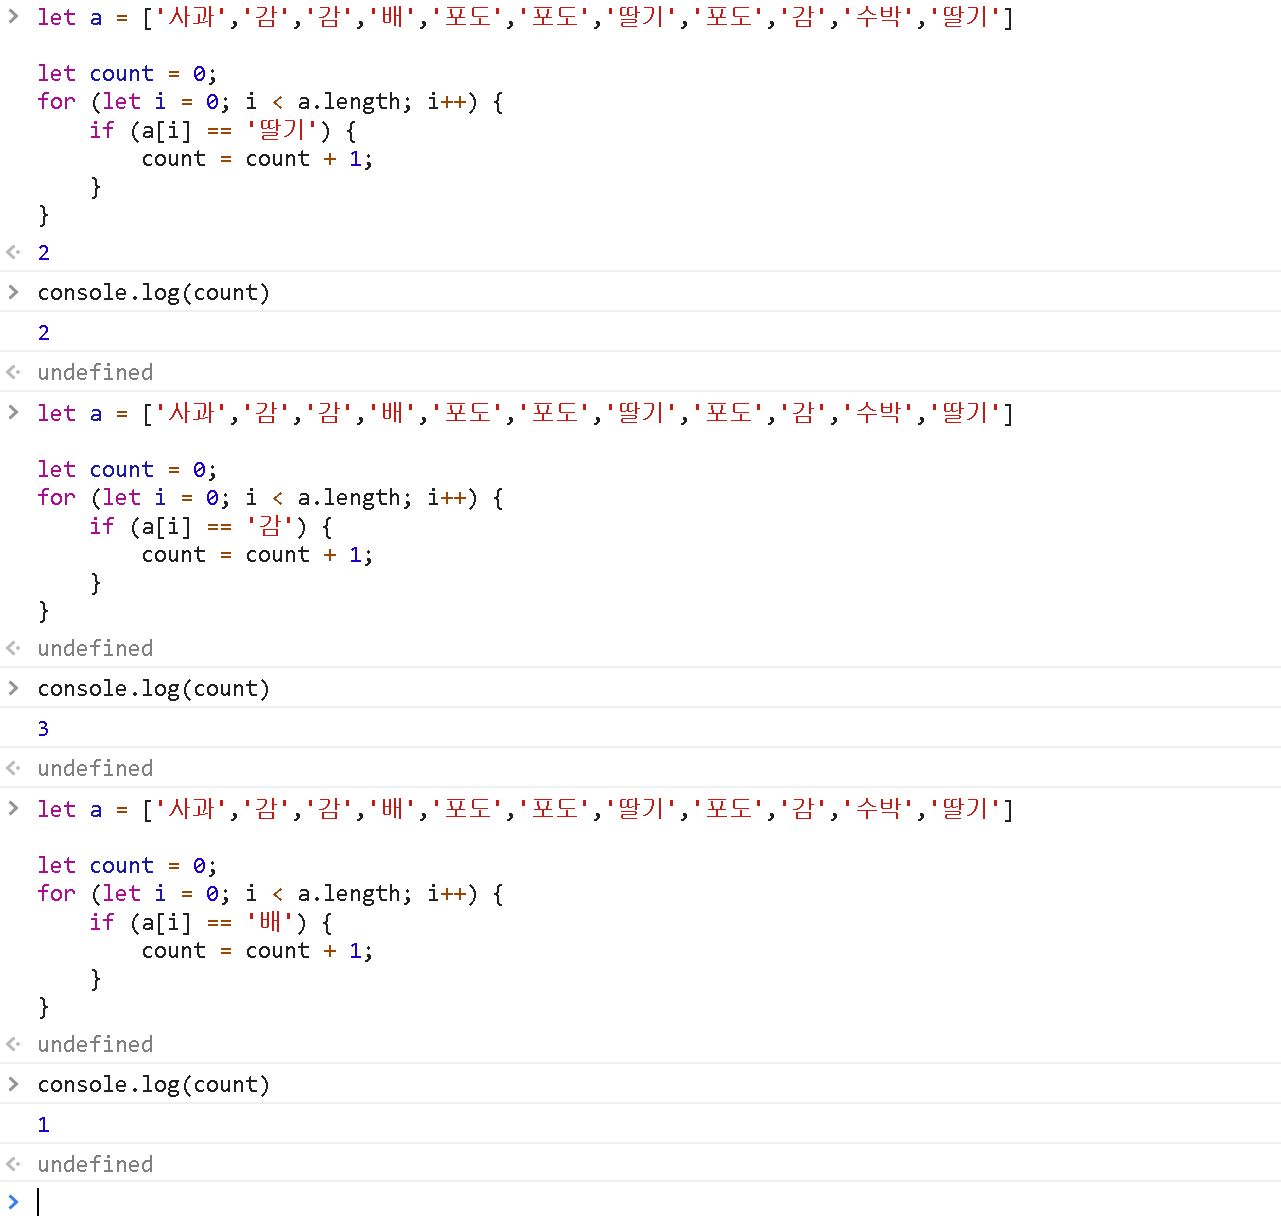 let a = ['사과','감','감','배','포도','포도','딸기','포도','감','수박','딸기']
let count = 0;
for (let i = 0; i < a.length; i++) {
if (a[i] == '딸기') {
count = count + 1;
}
}
2
console.log(count)
2
undefined
let a = ['사과','감','감','배','포도','포도','딸기','포도','감','수박','딸기']
let count = 0;
for (let i = 0; i < a.length; i++) {
if (a[i] == '감') {
count = count + 1;
}
}
undefined
console.log(count)
3
undefined
let a = ['사과','감','감','배','포도','포도','딸기','포도','감','수박','딸기']
let count = 0;
for (let i = 0; i < a.length; i++) {
if (a[i] == '배') {
count = count + 1;
}
}
undefined
console.log(count)
1
undefined